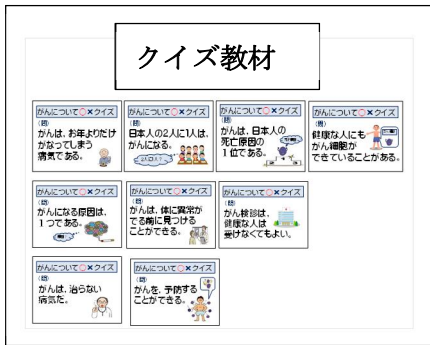 クイズ教材
がんについて〇×クイズ
(問)
がんは、お年よりだけ
がなってしまう
病気である。
がんについて〇×クイズ
(問)
日本人の2人に1人は、
がんになる。
がんについて〇×クイズ
(問)
がんは、日本人の
死亡原因の
1位である。
がんについて〇×クイズ
(問)
健康な人にも
がん細胞が
できていることがある。
がんについて〇×クイズ
(問)
がんになる原因は、
1つである。
がんについて〇×クイズ
(問)
がんは、体に異常が
でる前に見つける
ことができる。
がんについて〇×クイズ
(問)
がん検診は、
健康な人は
受けなくてもよい。
がんについて〇×クイズ
(問)
がんは、治らない
病気だ。
がんについて〇×クイズ
(問)
がんを、予防する
ことができる。